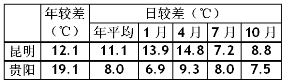 年较差（℃） 日较差（℃）
年平均 1月 4月 7月 10月
昆明 12.1 11.1 13.9 14.8 7.2 8.8
贵阳 19.1 8.0 6.9 9.3 8.0 7.5